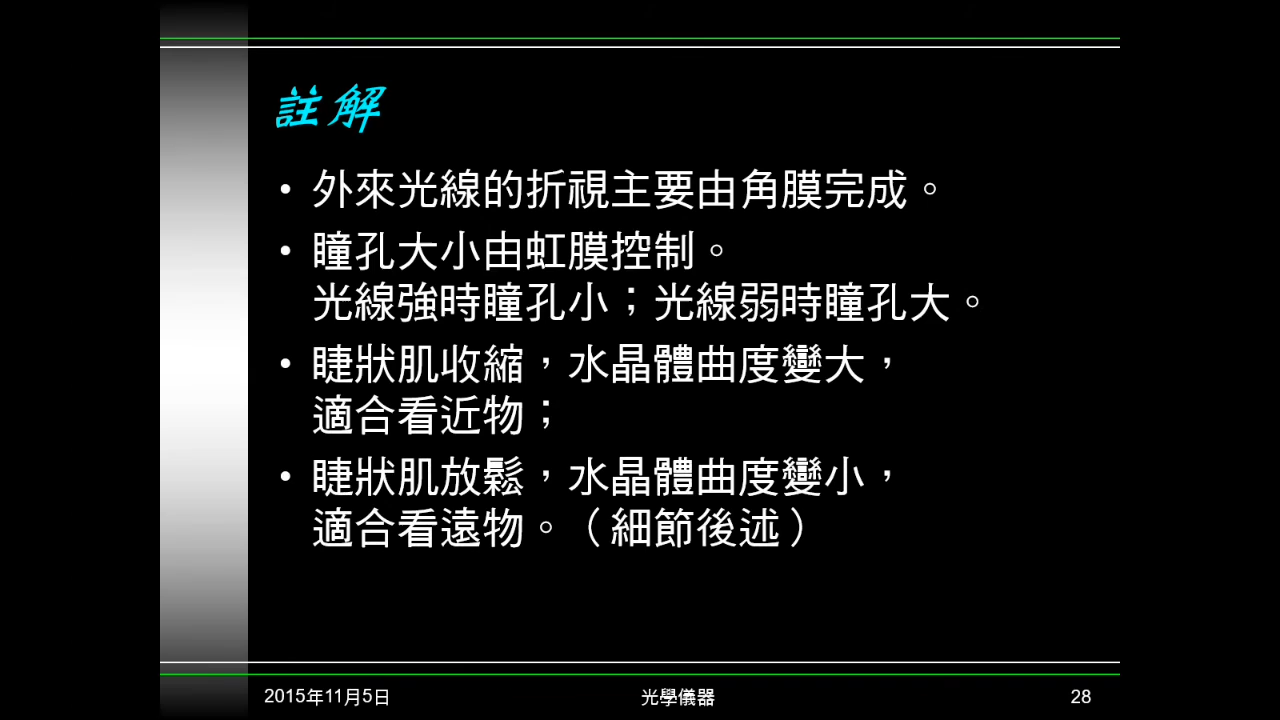 註解
• 外來光線的折視主要由角膜完成。
• 瞳孔大小由虹膜控制。
光線強時瞳孔小；光線弱時瞳孔大。
• 睫狀肌收縮，水晶體曲度變大，
適合看近物；
• 睫狀肌放鬆，水晶體曲度變小，
適合看遠物。（細節後述）
2015年11月5日
光學儀器
28